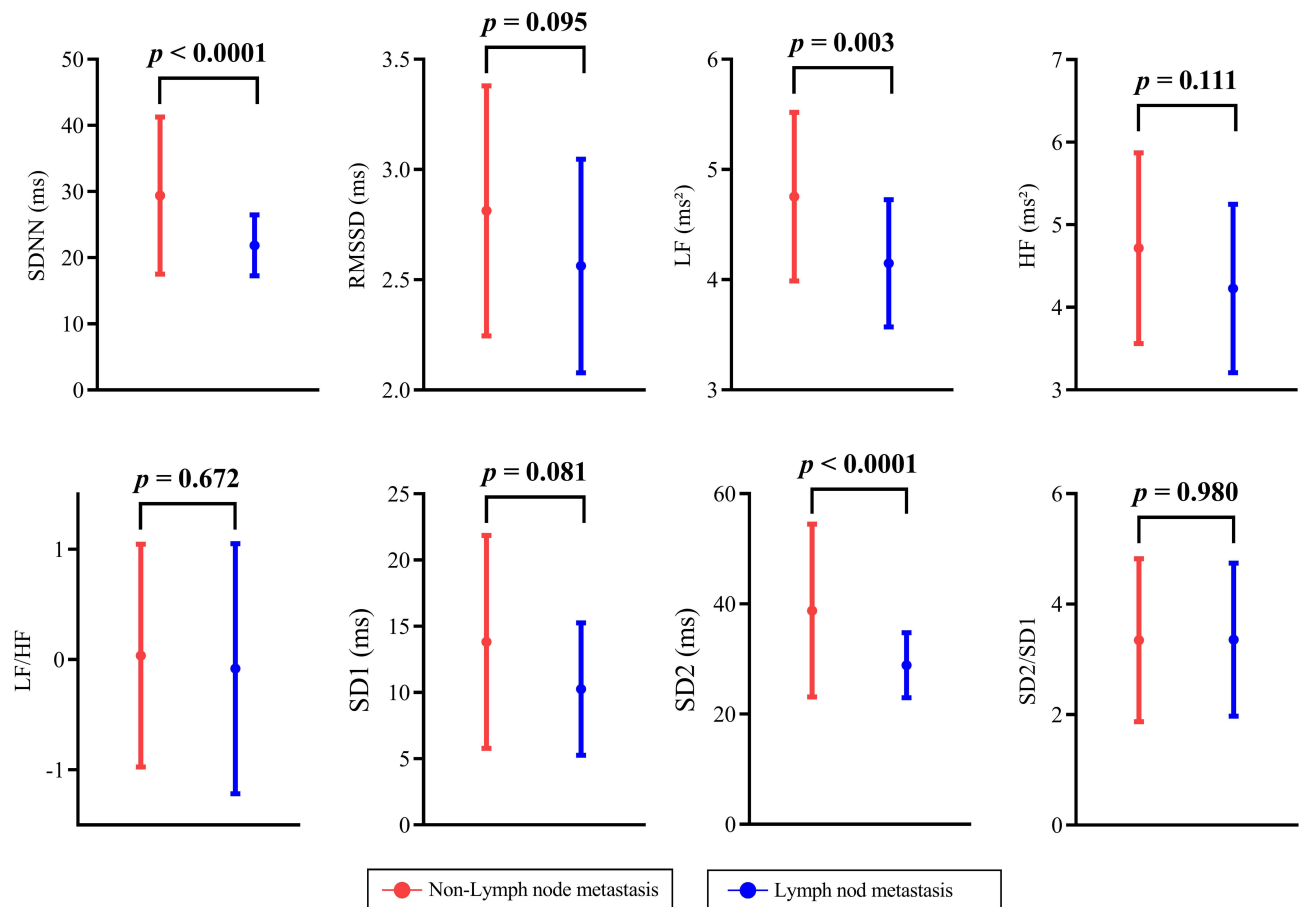 p < 0.0001
50
40
30
20
10
0
SDNN (ms)
p = 0.095
3.5
3.0
2.5
2.0
RMSSD (ms)
p = 0.003
6
5
4
3
LF (ms²)
p = 0.111
7
6
5
4
3
HF (ms²)
p = 0.672
1
0
-1
LF/HF
p = 0.081
25
20
15
10
5
0
SD1 (ms)
p < 0.0001
60
40
20
0
SD2 (ms)
p = 0.980
6
4
2
0
SD2/SD1
Non-Lymph node metastasis
Lymph nod metastasis